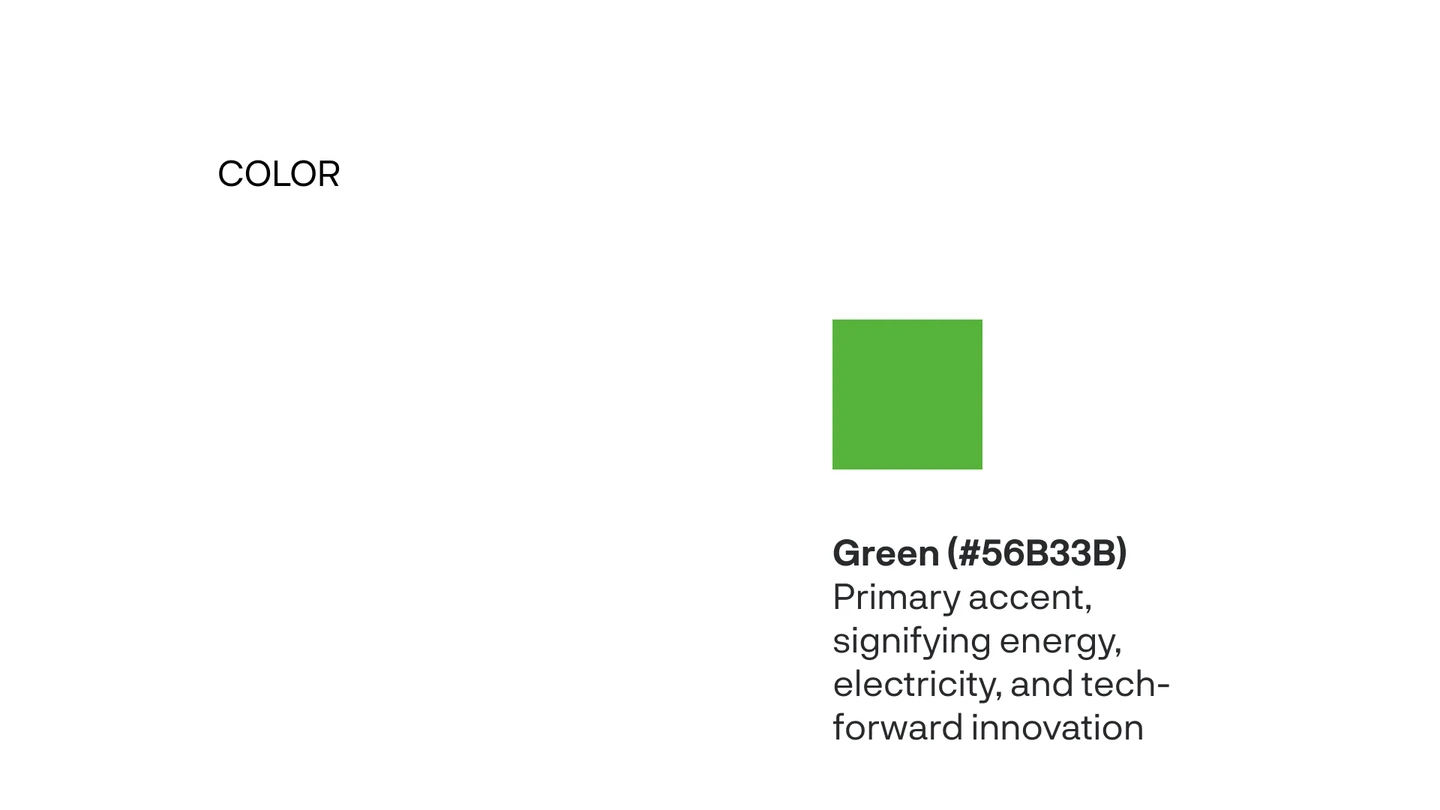 COLOR
Green (#56B33B)
Primary accent,
signifying energy,
electricity, and tech-
forward innovation